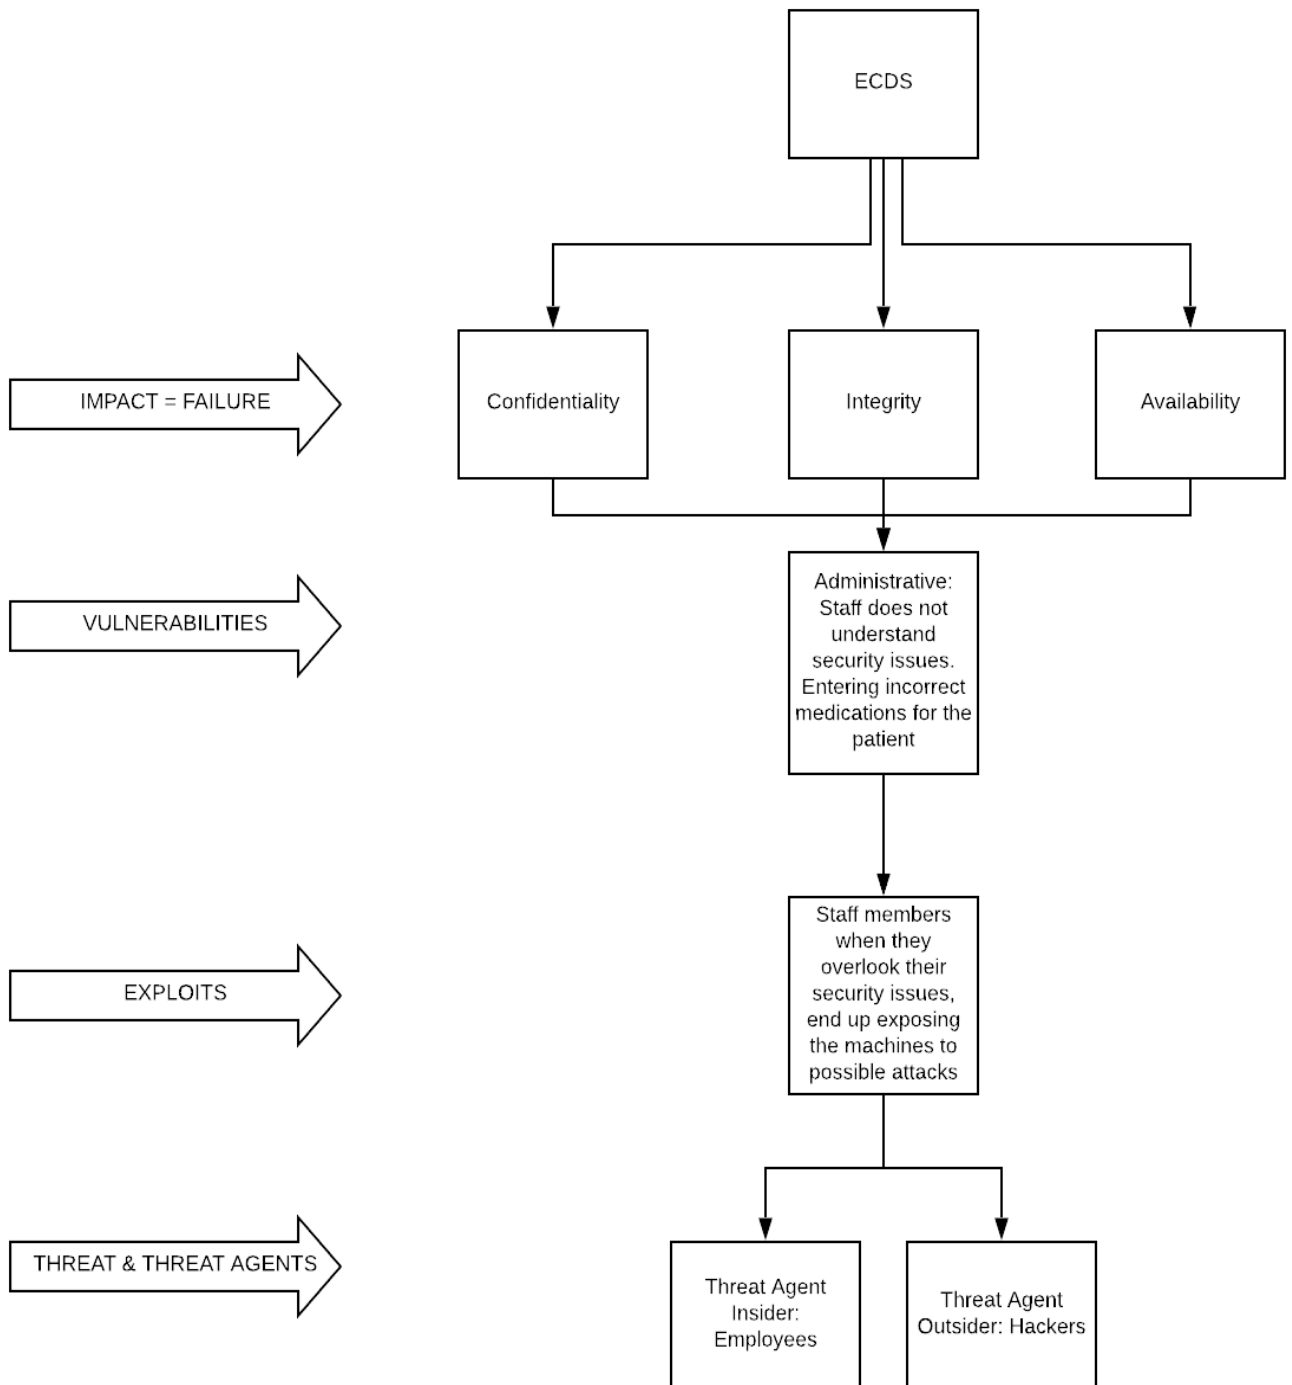 ECDS
IMPACT = FAILURE
Confidentiality
Integrity
Availability
VULNERABILITIES
Administrative:
Staff does not
understand
security issues.
Entering incorrect
medications for the
patient
EXPLOITS
Staff members
when they
overlook their
security issues,
end up exposing
the machines to
possible attacks
THREAT & THREAT AGENTS
Threat Agent
Insider:
Employees
Threat Agent
Outsider: Hackers